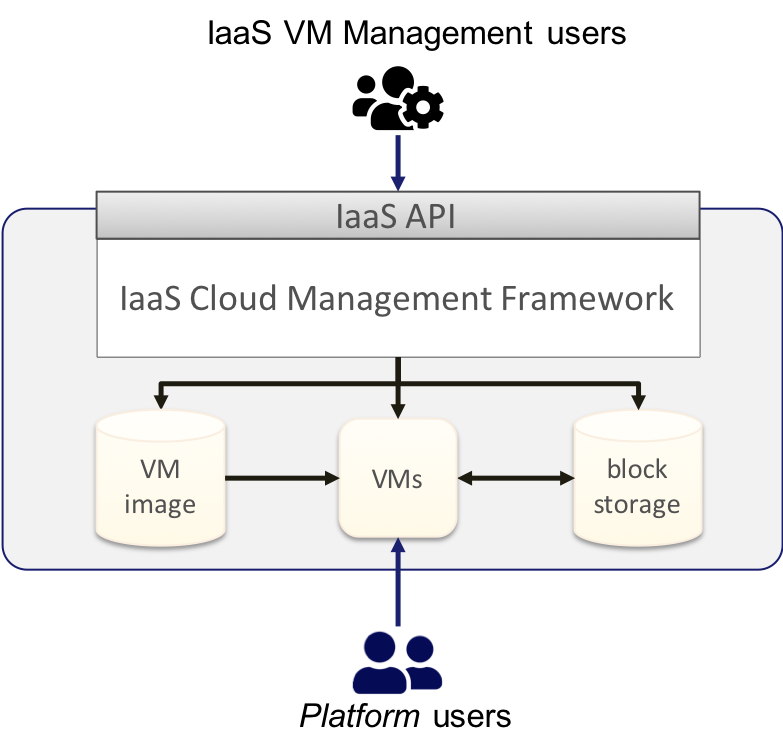 IaaS VM Management users
IaaS API
IaaS Cloud Management Framework
VM
image
VMs
block
storage
Platform users